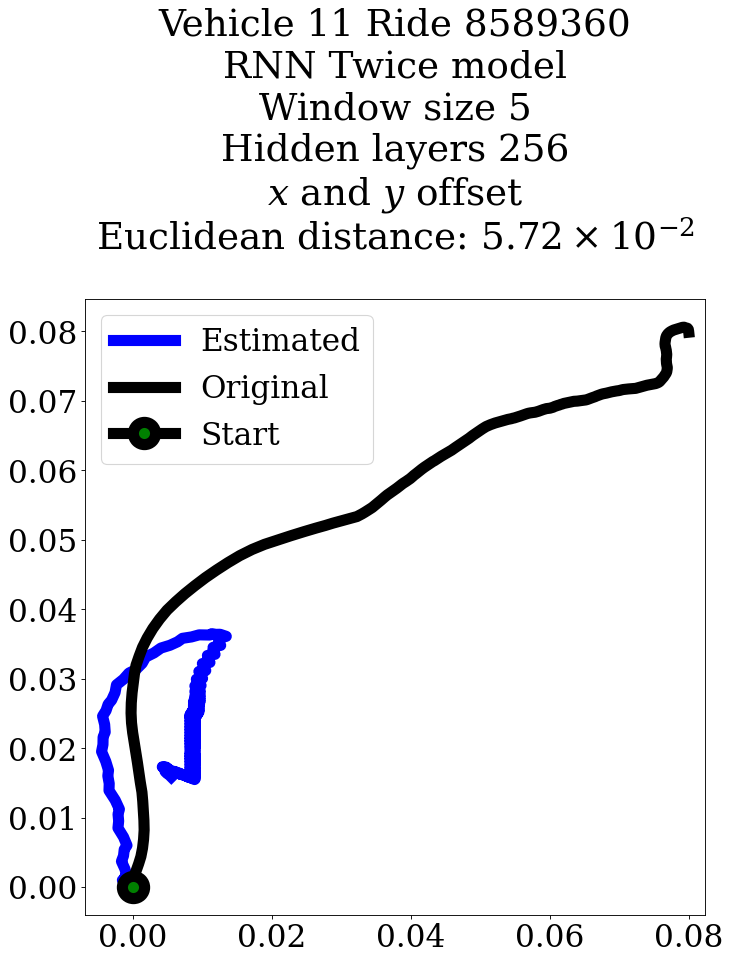 Vehicle 11 Ride 8589360
RNN Twice model
Window size 5
Hidden layers 256
x and y offset
Euclidean distance: 5.72 × 10⁻²
Estimated
Original
Start
0.08
0.07
0.06
0.05
0.04
0.03
0.02
0.01
0.00
0.00 0.02 0.04 0.06 0.08